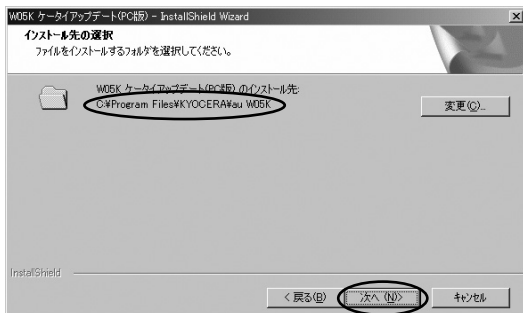 W05K ケータイアップデート(PC版) - InstallShield Wizard
インストール先の選択
ファイルをインストールするフォルダを選択してください。
W05K ケータイアップデート(PC版) のインストール先:
C:¥Program Files¥KYOCERA¥au W05K
変更(C)...
InstallShield
< 戻る(B)
次へ (N)>
キャンセル